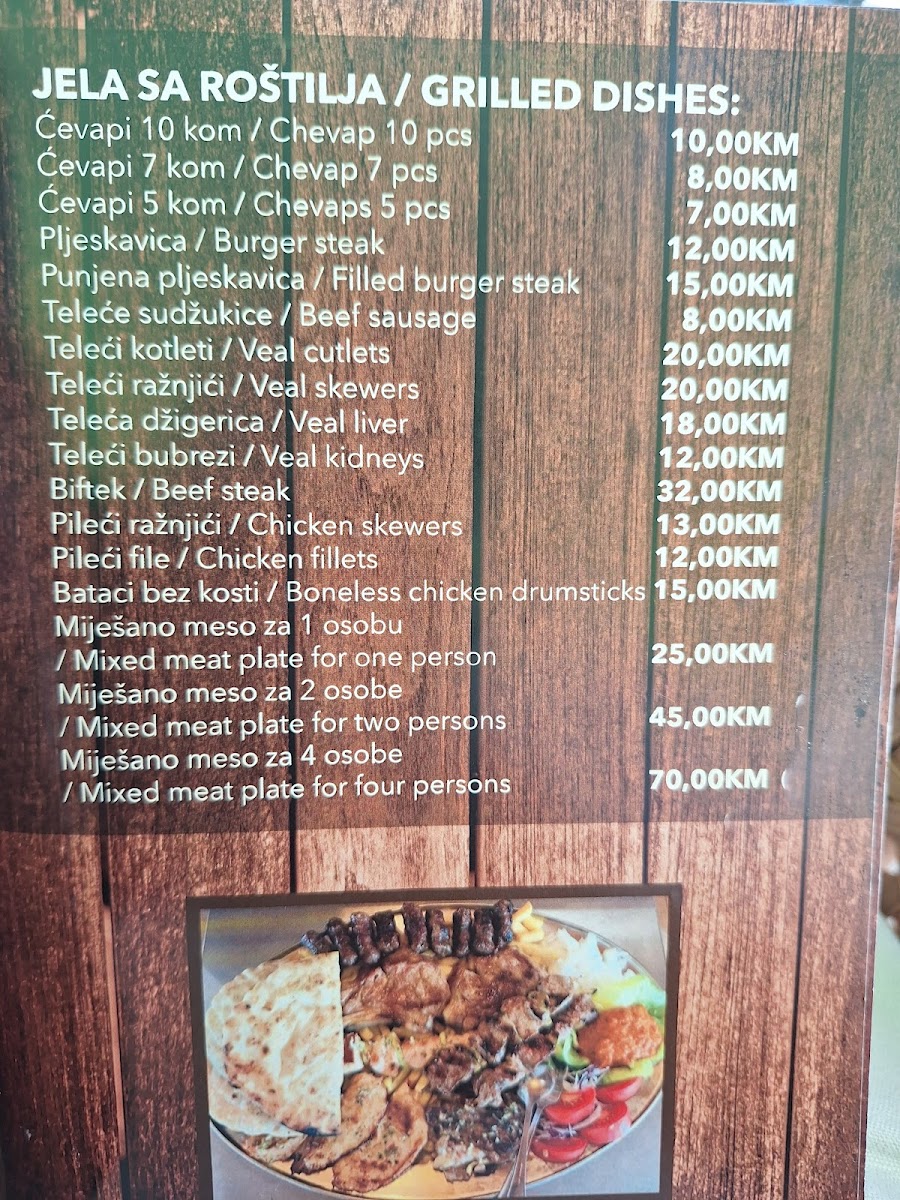 JELA SA ROŠTILJA / GRILLED DISHES:
Ćevapi 10 kom / Chevap 10 pcs 10,00KM
Ćevapi 7 kom / Chevap 7 pcs 8,00KM
Ćevapi 5 kom / Chevaps 5 pcs 7,00KM
Pljeskavica / Burger steak 12,00KM
Punjena pljeskavica / Filled burger steak 15,00KM
Teleće sudžukice / Beef sausage 8,00KM
Teleći kotleti / Veal cutlets 20,00KM
Teleći ražnjići / Veal skewers 20,00KM
Teleća džigerica / Veal liver 18,00KM
Teleći bubrezi / Veal kidneys 12,00KM
Biftek / Beef steak 32,00KM
Pileći ražnjići / Chicken skewers 13,00KM
Pileći file / Chicken fillets 12,00KM
Bataci bez kosti / Boneless chicken drumsticks 15,00KM
Miješano meso za 1 osobu
/ Mixed meat plate for one person 25,00KM
Miješano meso za 2 osobe
/ Mixed meat plate for two persons 45,00KM
Miješano meso za 4 osobe
/ Mixed meat plate for four persons 70,00KM